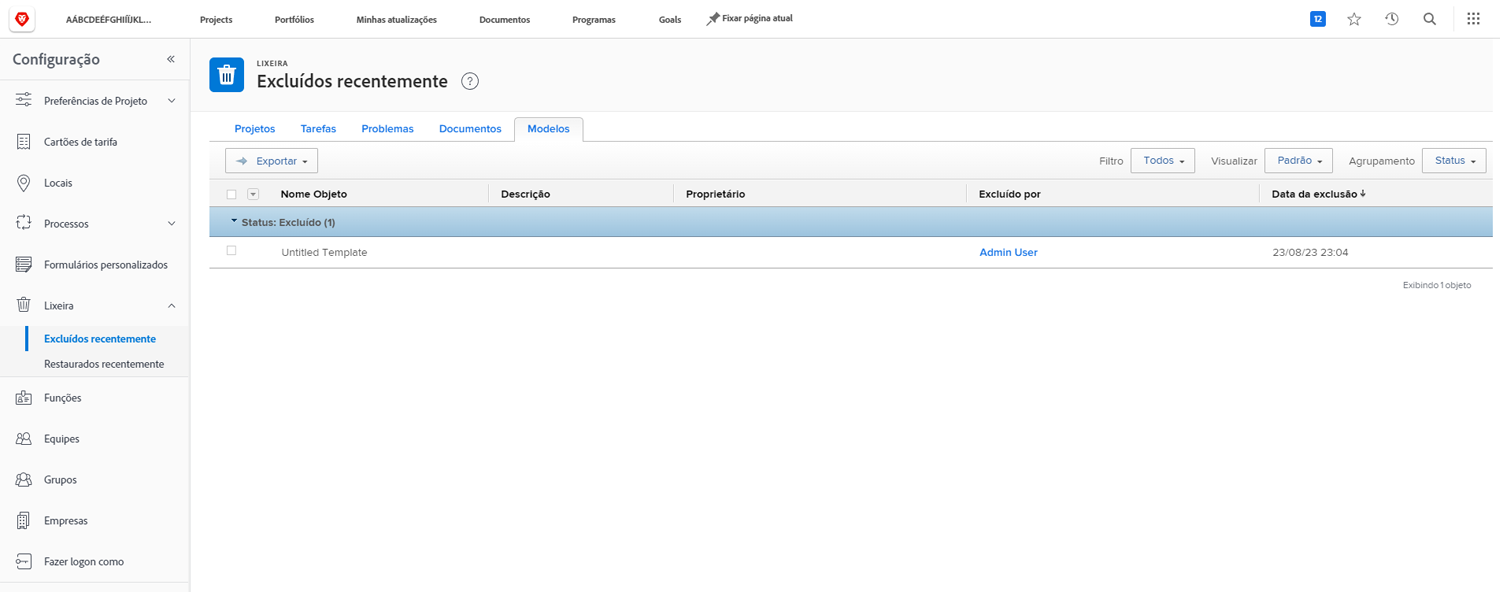 AÁBCDEÉFGHIÍÏJKL...
Projects
Portfólios
Minhas atualizações
Documentos
Programas
Goals
Fixar página atual
12
Configuração
Preferências de Projeto
Cartões de tarifa
Locais
Processos
Formulários personalizados
Lixeira
Excluídos recentemente
Restaurados recentemente
Funções
Equipes
Grupos
Empresas
Fazer logon como
LIXEIRA
Excluídos recentemente ?
Projetos Tarefas Problemas Documentos Modelos
Exportar Filtro Todos Visualizar Padrão Agrupamento Status
Nome Objeto Descrição Proprietário Excluído por Data da exclusão
Status: Excluído (1)
Untitled Template Admin User 23/08/23 23:04
Exibindo 1 objeto